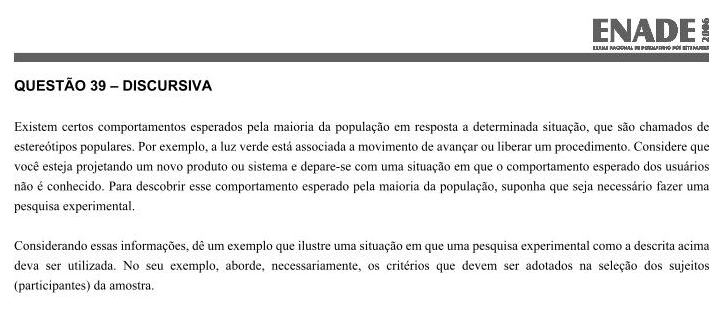 ENADE 2006
EXAME NACIONAL DE DESEMPENHO DOS ESTUDANTES
QUESTÃO 39 – DISCURSIVA
Existem certos comportamentos esperados pela maioria da população em resposta a determinada situação, que são chamados de
estereótipos populares. Por exemplo, a luz verde está associada a movimento de avançar ou liberar um procedimento. Considere que
você esteja projetando um novo produto ou sistema e depare-se com uma situação em que o comportamento esperado dos usuários
não é conhecido. Para descobrir esse comportamento esperado pela maioria da população, suponha que seja necessário fazer uma
pesquisa experimental.
Considerando essas informações, dê um exemplo que ilustre uma situação em que uma pesquisa experimental como a descrita acima
deva ser utilizada. No seu exemplo, aborde, necessariamente, os critérios que devem ser adotados na seleção dos sujeitos
(participantes) da amostra.